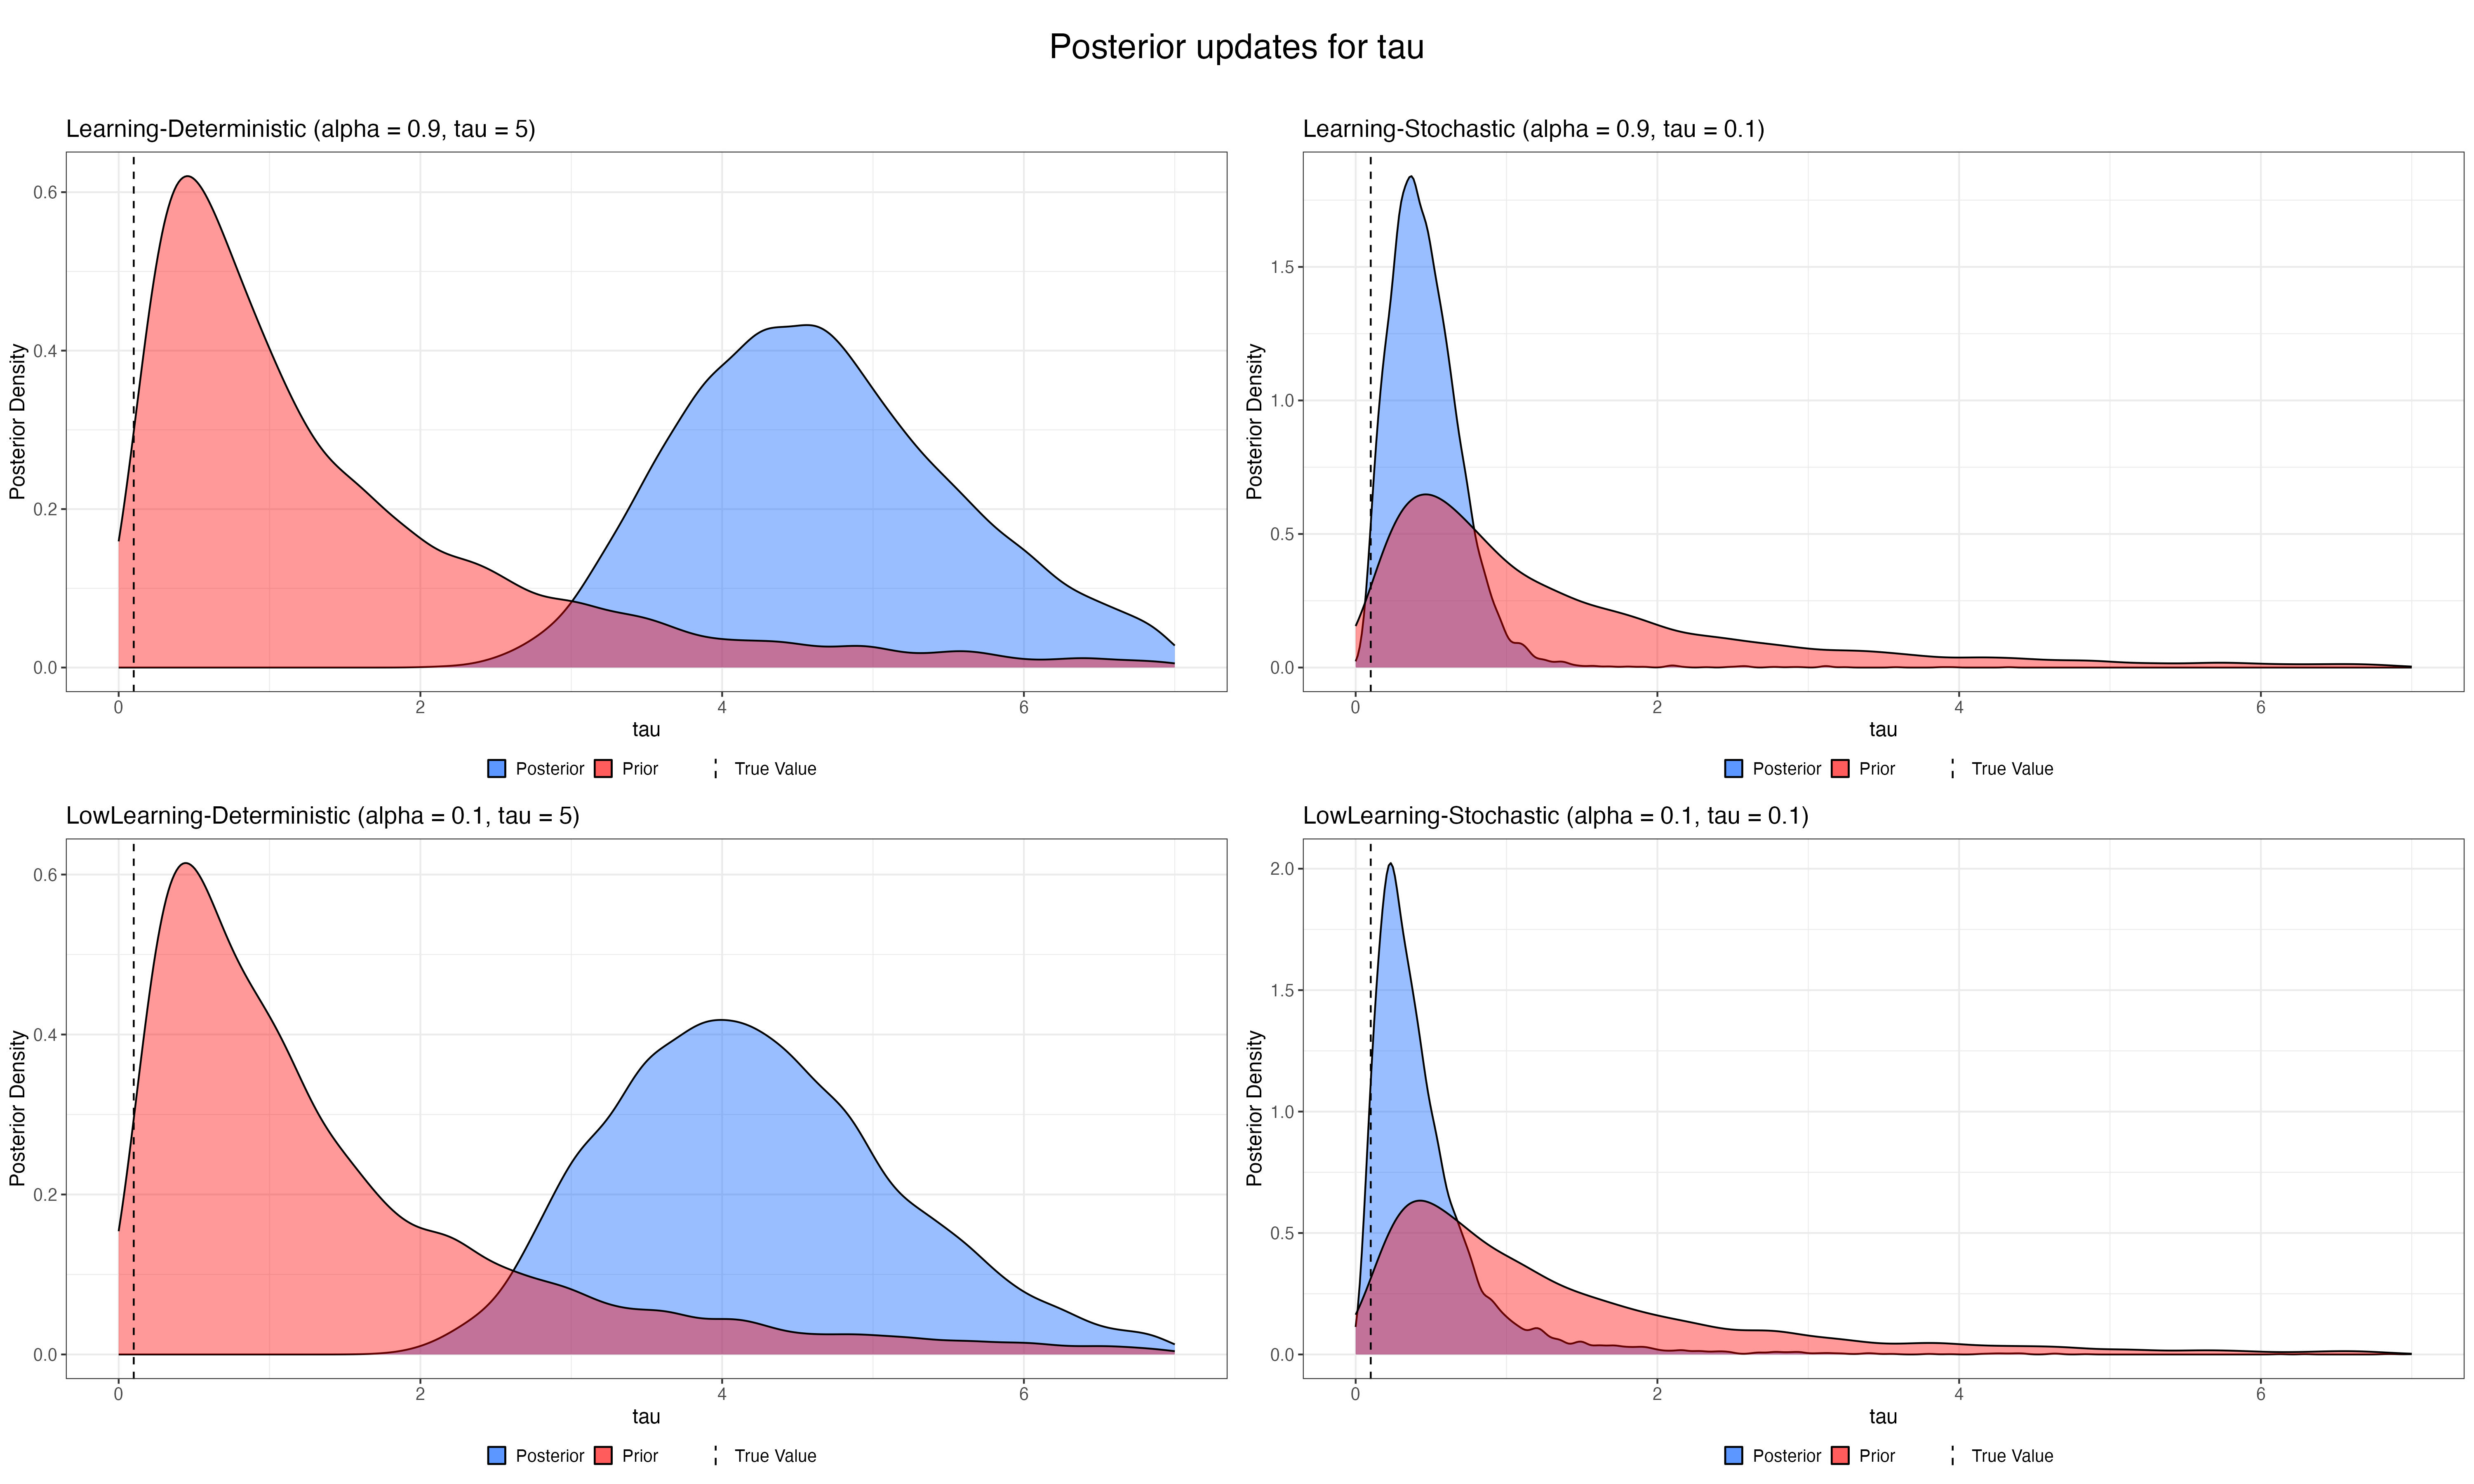 Posterior updates for tau
Learning-Deterministic (alpha = 0.9, tau = 5)
Posterior Density
0.6
0.4
0.2
0.0
0 2 4 6
tau
Posterior Prior True Value
Learning-Stochastic (alpha = 0.9, tau = 0.1)
Posterior Density
1.5
1.0
0.5
0.0
0 2 4 6
tau
Posterior Prior True Value
LowLearning-Deterministic (alpha = 0.1, tau = 5)
Posterior Density
0.6
0.4
0.2
0.0
0 2 4 6
tau
Posterior Prior True Value
LowLearning-Stochastic (alpha = 0.1, tau = 0.1)
Posterior Density
2.0
1.5
1.0
0.5
0.0
0 2 4 6
tau
Posterior Prior True Value